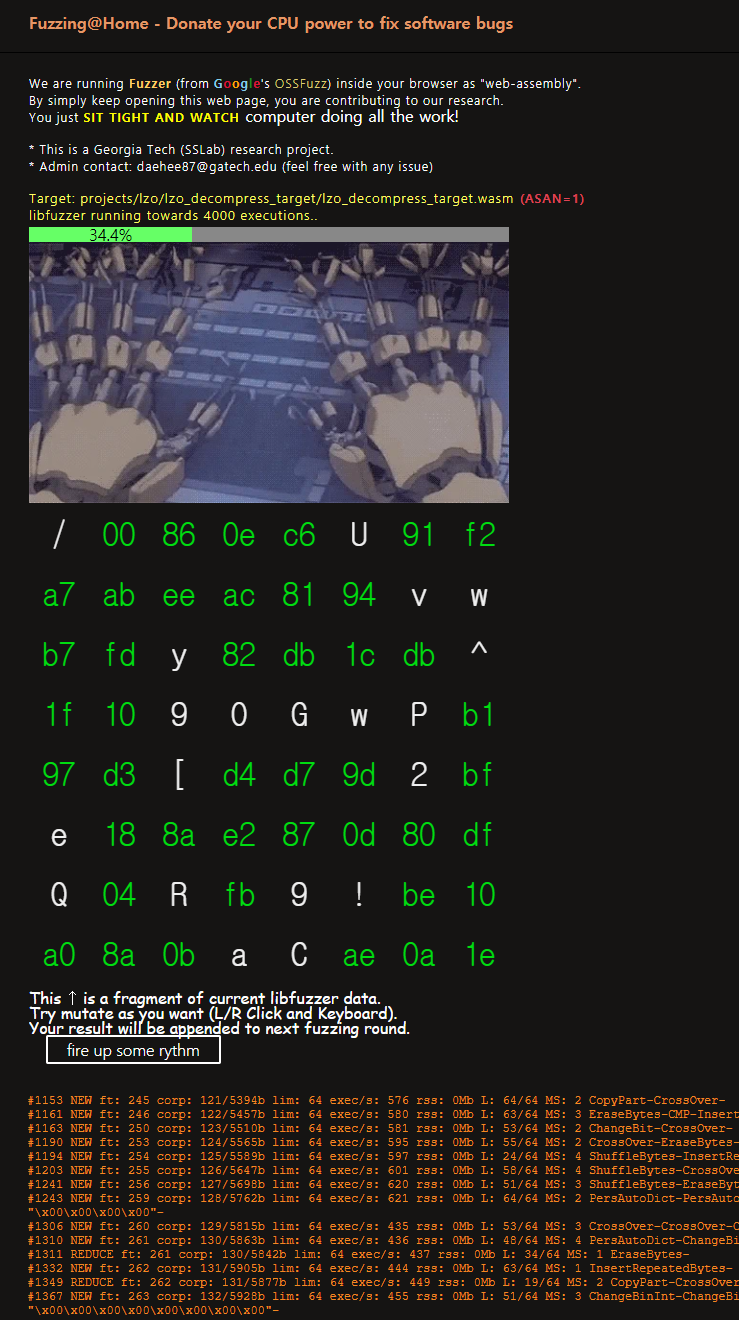 Fuzzing@Home - Donate your CPU power to fix software bugs
We are running Fuzzer (from Google's OSSFuzz) inside your browser as "web-assembly".
By simply keep opening this web page, you are contributing to our research.
You just SIT TIGHT AND WATCH computer doing all the work!
* This is a Georgia Tech (SSLab) research project.
* Admin contact: daehee87@gatech.edu (feel free with any issue)
Target: projects/lzo/lzo_decompress_target/lzo_decompress_target.wasm (ASAN=1)
libfuzzer running towards 4000 executions..
34.4%
/ 00 86 0e c6 U 91 f2
a7 ab ee ac 81 94 v w
b7 fd y 82 db 1c db ^
1f 10 9 0 G w P b1
97 d3 [ d4 d7 9d 2 bf
e 18 8a e2 87 0d 80 df
Q 04 R fb 9 ! be 10
a0 8a 0b a C ae 0a 1e
This ↑ is a fragment of current libfuzzer data.
Try mutate as you want (L/R Click and Keyboard).
Your result will be appended to next fuzzing round.
fire up some rythm
#1153 NEW ft: 245 corp: 121/5394b lim: 64 exec/s: 576 rss: 0Mb L: 64/64 MS: 2 CopyPart-CrossOver-
#1161 NEW ft: 246 corp: 122/5457b lim: 64 exec/s: 580 rss: 0Mb L: 63/64 MS: 3 EraseBytes-CMP-Insert
#1163 NEW ft: 250 corp: 123/5510b lim: 64 exec/s: 581 rss: 0Mb L: 53/64 MS: 2 ChangeBit-CrossOver-
#1190 NEW ft: 253 corp: 124/5565b lim: 64 exec/s: 595 rss: 0Mb L: 55/64 MS: 2 CrossOver-EraseBytes-
#1194 NEW ft: 254 corp: 125/5589b lim: 64 exec/s: 597 rss: 0Mb L: 24/64 MS: 4 ShuffleBytes-InsertRe
#1203 NEW ft: 255 corp: 126/5647b lim: 64 exec/s: 601 rss: 0Mb L: 58/64 MS: 4 ShuffleBytes-CrossOve
#1241 NEW ft: 256 corp: 127/5698b lim: 64 exec/s: 620 rss: 0Mb L: 51/64 MS: 3 ShuffleBytes-EraseByt
#1243 NEW ft: 259 corp: 128/5762b lim: 64 exec/s: 621 rss: 0Mb L: 64/64 MS: 2 PersAutoDict-PersAuto
"\x00\x00\x00\x00"-
#1306 NEW ft: 260 corp: 129/5815b lim: 64 exec/s: 435 rss: 0Mb L: 53/64 MS: 3 CrossOver-CrossOver-C
#1310 NEW ft: 261 corp: 130/5863b lim: 64 exec/s: 436 rss: 0Mb L: 48/64 MS: 4 PersAutoDict-ChangeBi
#1311 REDUCE ft: 261 corp: 130/5842b lim: 64 exec/s: 437 rss: 0Mb L: 34/64 MS: 1 EraseBytes-
#1332 NEW ft: 262 corp: 131/5905b lim: 64 exec/s: 444 rss: 0Mb L: 63/64 MS: 1 InsertRepeatedBytes-
#1349 REDUCE ft: 262 corp: 131/5877b lim: 64 exec/s: 449 rss: 0Mb L: 19/64 MS: 2 CopyPart-CrossOver
#1367 NEW ft: 263 corp: 132/5928b lim: 64 exec/s: 455 rss: 0Mb L: 51/64 MS: 3 ChangeBinInt-ChangeBi
"\x00\x00\x00\x00\x00\x00\x00\x00"-